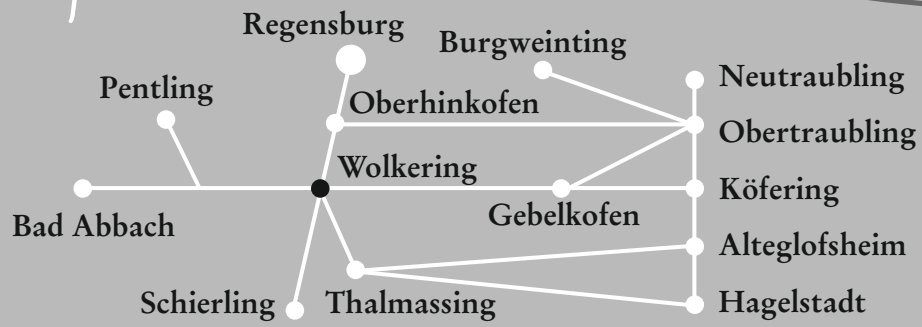 Regensburg
Burgweinting
Neutraubling
Pentling
Oberhinkofen
Obertraubling
Wolkering
Köfering
Bad Abbach
Gebelkofen
Alteglofsheim
Schierling
Thalmassing
Hagelstadt